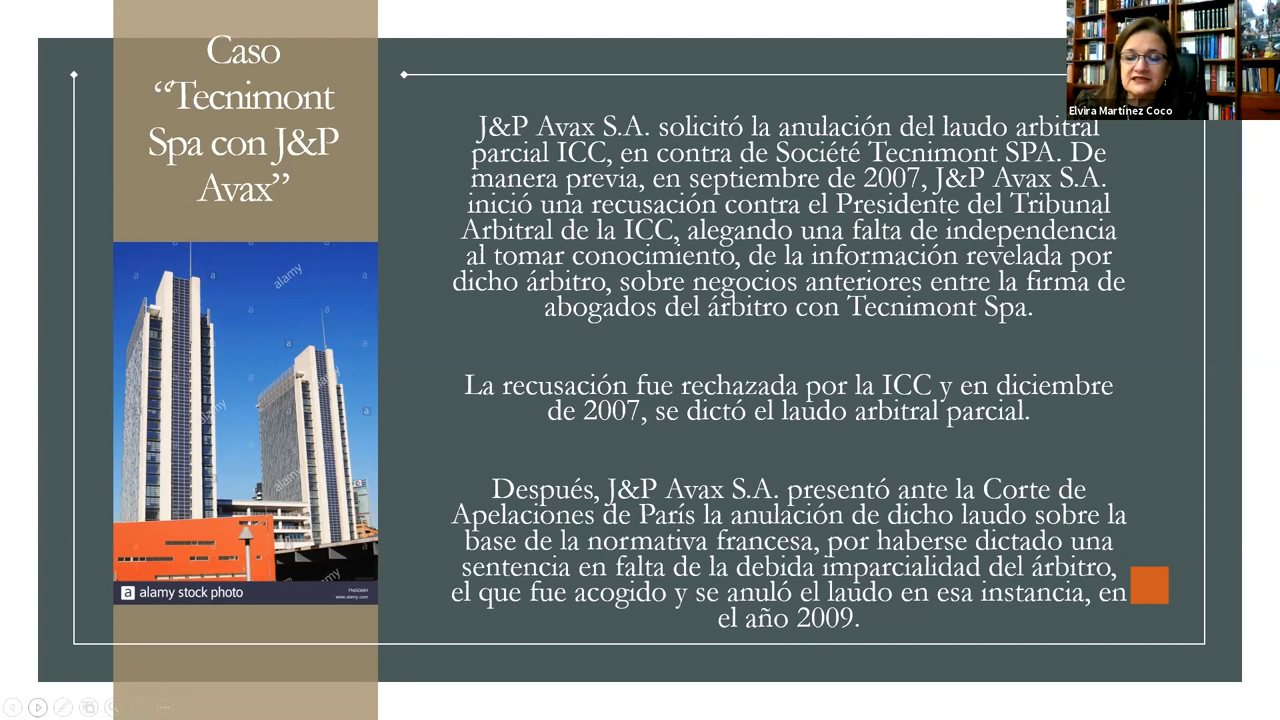 Caso
“Tecnimont
Spa con J&P
Avax”
Elvira Martínez Coco
J&P Avax S.A. solicitó la anulación del laudo arbitral
parcial ICC, en contra de Société Tecnimont SPA. De
manera previa, en septiembre de 2007, J&P Avax S.A.
inició una recusación contra el Presidente del Tribunal
Arbitral de la ICC, alegando una falta de independencia
al tomar conocimiento, de la información revelada por
dicho árbitro, sobre negocios anteriores entre la firma de
abogados del árbitro con Tecnimont Spa.
La recusación fue rechazada por la ICC y en diciembre
de 2007, se dictó el laudo arbitral parcial.
Después, J&P Avax S.A. presentó ante la Corte de
Apelaciones de París la anulación de dicho laudo sobre la
base de la normativa francesa, por haberse dictado una
sentencia en falta de la debida imparcialidad del árbitro,
el que fue acogido y se anuló el laudo en esa instancia, en
el año 2009.
alamy
alamy
alamy
alamy
a alamy stock photo
www.alamy.com